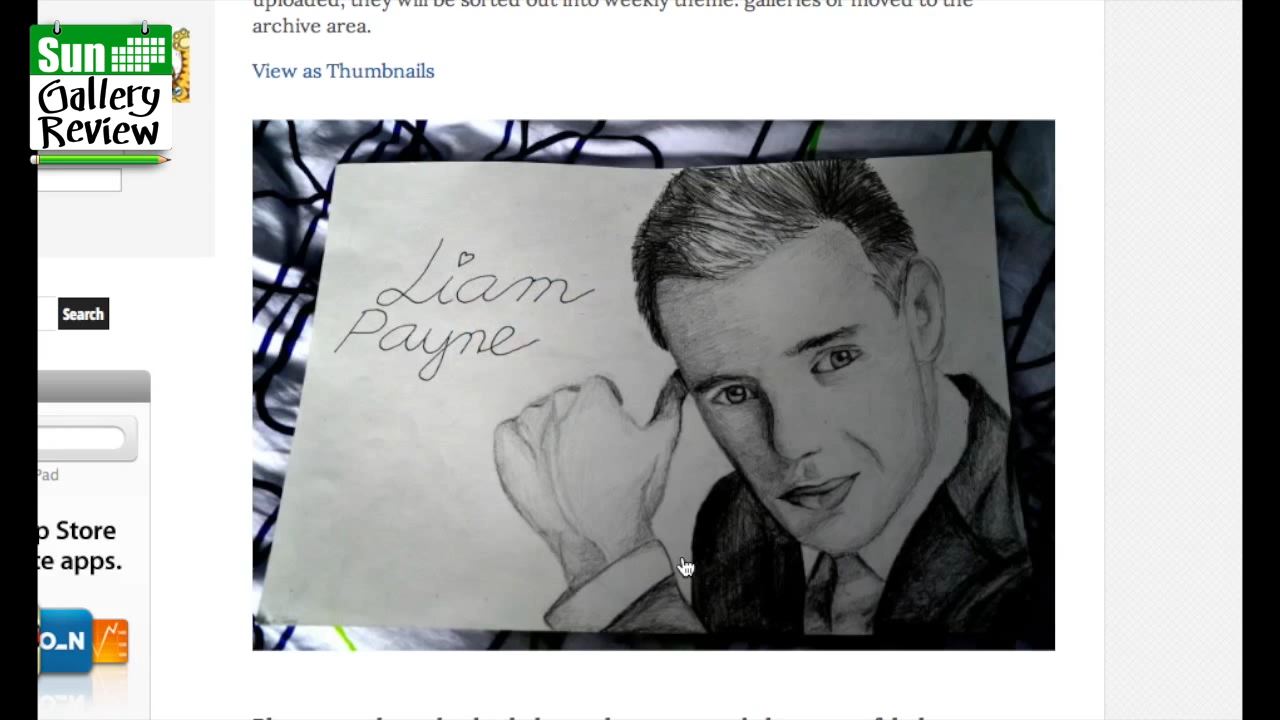 uploaded, they will be sorted out into weekly theme. galleries or moved to the
archive area.
Sun
Gallery
Review
View as Thumbnails
Liam
Payne
Search
Pad
p Store
te apps.
O_N